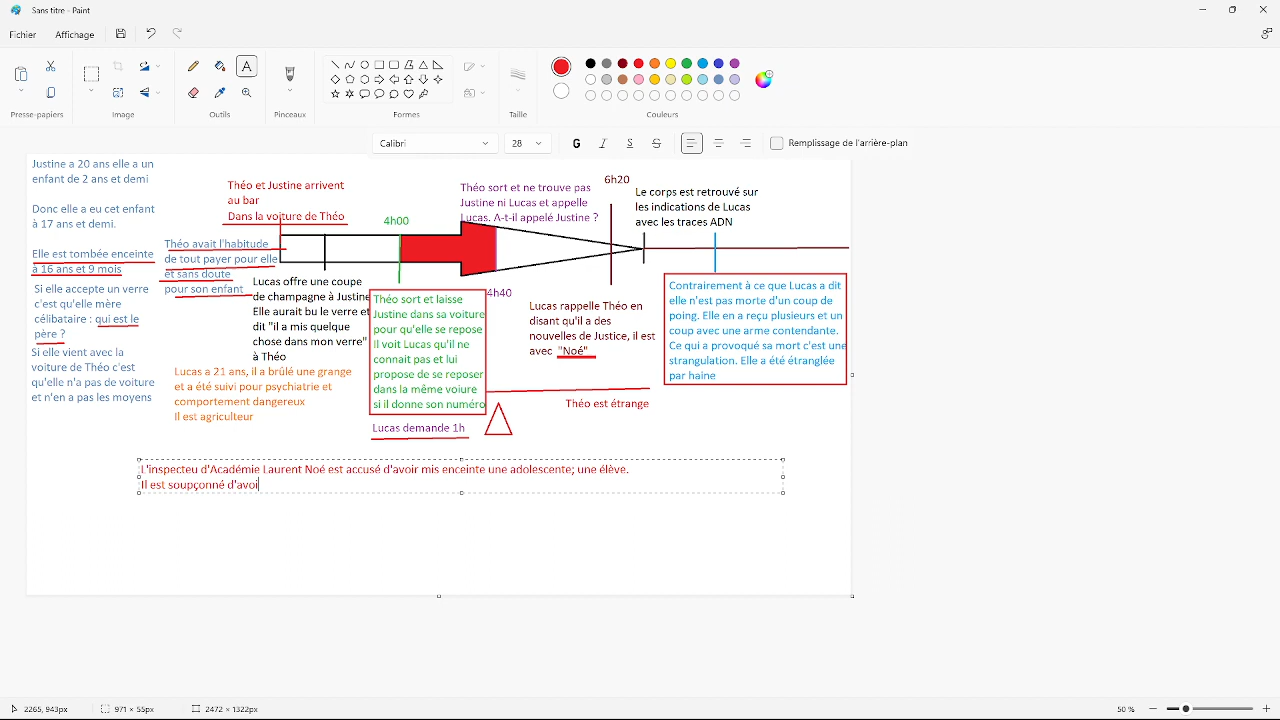 Sans titre - Paint
Fichier
Affichage
Presse-papiers
Image
A
Outils
Pinceaux
Formes
Taille
Couleurs
Calibri
28
G
I
S
S
Remplissage de l'arrière-plan
Justine a 20 ans elle a un
enfant de 2 ans et demi
Donc elle a eu cet enfant
à 17 ans et demi.
Elle est tombée enceinte
à 16 ans et 9 mois
Si elle accepte un verre
c'est qu'elle mère
célibataire : qui est le
père ?
Si elle vient avec la
voiture de Théo c'est
qu'elle n'a pas de voiture
et n'en a pas les moyens
Théo avait l'habitude
de tout payer pour elle
et sans doute
pour son enfant
Théo et Justine arrivent
au bar
Dans la voiture de Théo
Lucas offre une coupe
de champagne à Justine
Elle aurait bu le verre et
dit "il a mis quelque
chose dans mon verre"
à Théo
Lucas a 21 ans, il a brûlé une grange
et a été suivi pour psychiatrie et
comportement dangereux
Il est agriculteur
4h00
Théo sort et laisse
Justine dans sa voiture
pour qu'elle se repose
Il voit Lucas qu'il ne
connait pas et lui
propose de se reposer
dans la même voiure
si il donne son numéro
Lucas demande 1h
Théo sort et ne trouve pas
Justine ni Lucas et appelle
Lucas. A-t-il appelé Justine ?
4h40
6h20
Lucas rappelle Théo en
disant qu'il a des
nouvelles de Justice, il est
avec "Noé"
Théo est étrange
Le corps est retrouvé sur
les indications de Lucas
avec les traces ADN
Contrairement à ce que Lucas a dit
elle n'est pas morte d'un coup de
poing. Elle en a reçu plusieurs et un
coup avec une arme contendante.
Ce qui a provoqué sa mort c'est une
strangulation. Elle a été étranglée
par haine
L'inspecteu d'Académie Laurent Noé est accusé d'avoir mis enceinte une adolescente; une élève.
Il est soupçonné d'avoi
2265, 943px
971 × 55px
2472 × 1322px
50 %